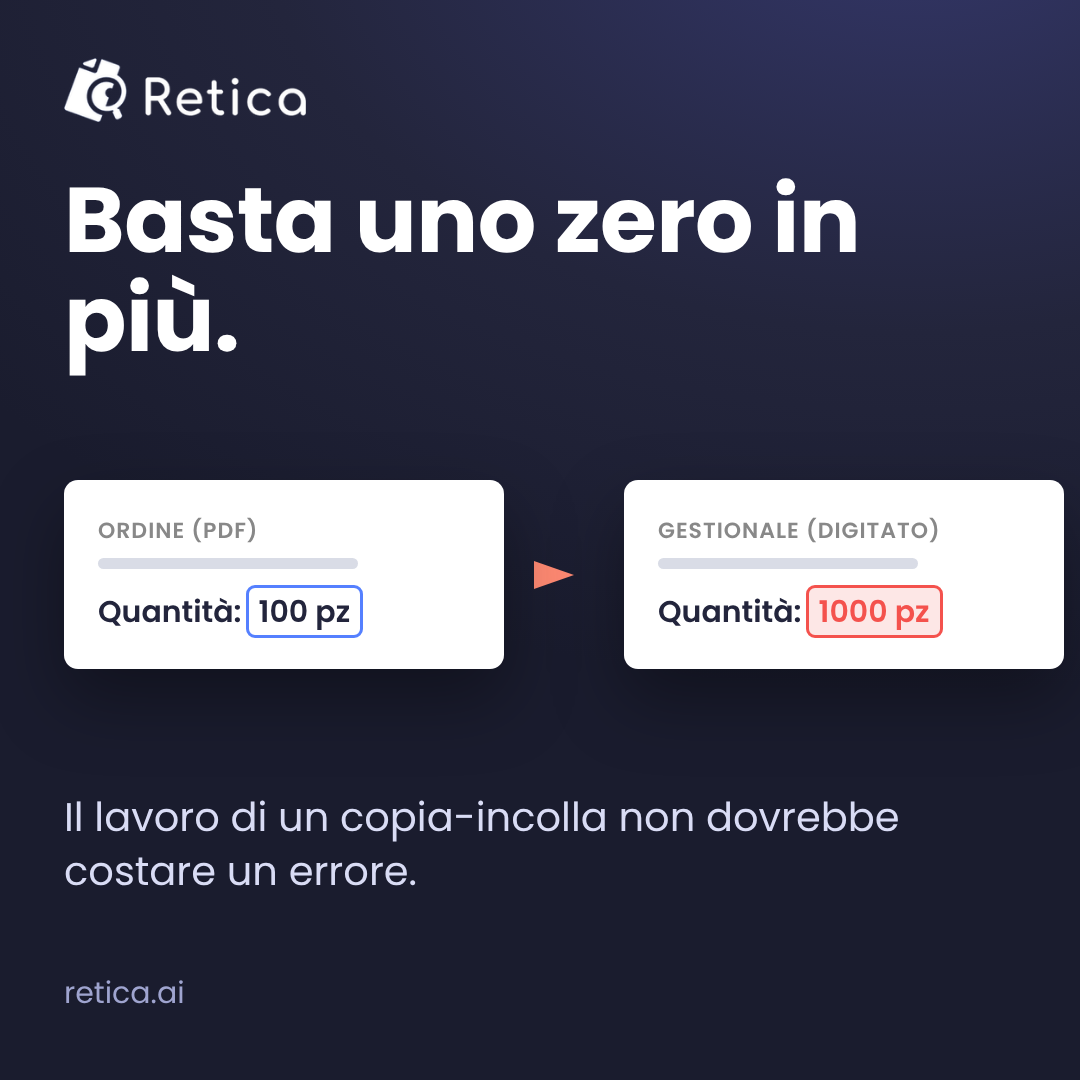 Retica
Basta uno zero in
più.
ORDINE (PDF)
Quantità: 100 pz
GESTIONALE (DIGITATO)
Quantità: 1000 pz
Il lavoro di un copia-incolla non dovrebbe
costare un errore.
retica.ai